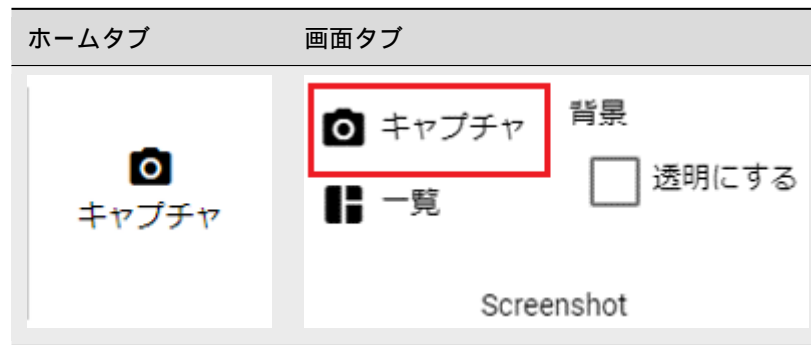 ホームタブ
画面タブ
キャプチャ
キャプチャ
一覧
背景
透明にする
Screenshot